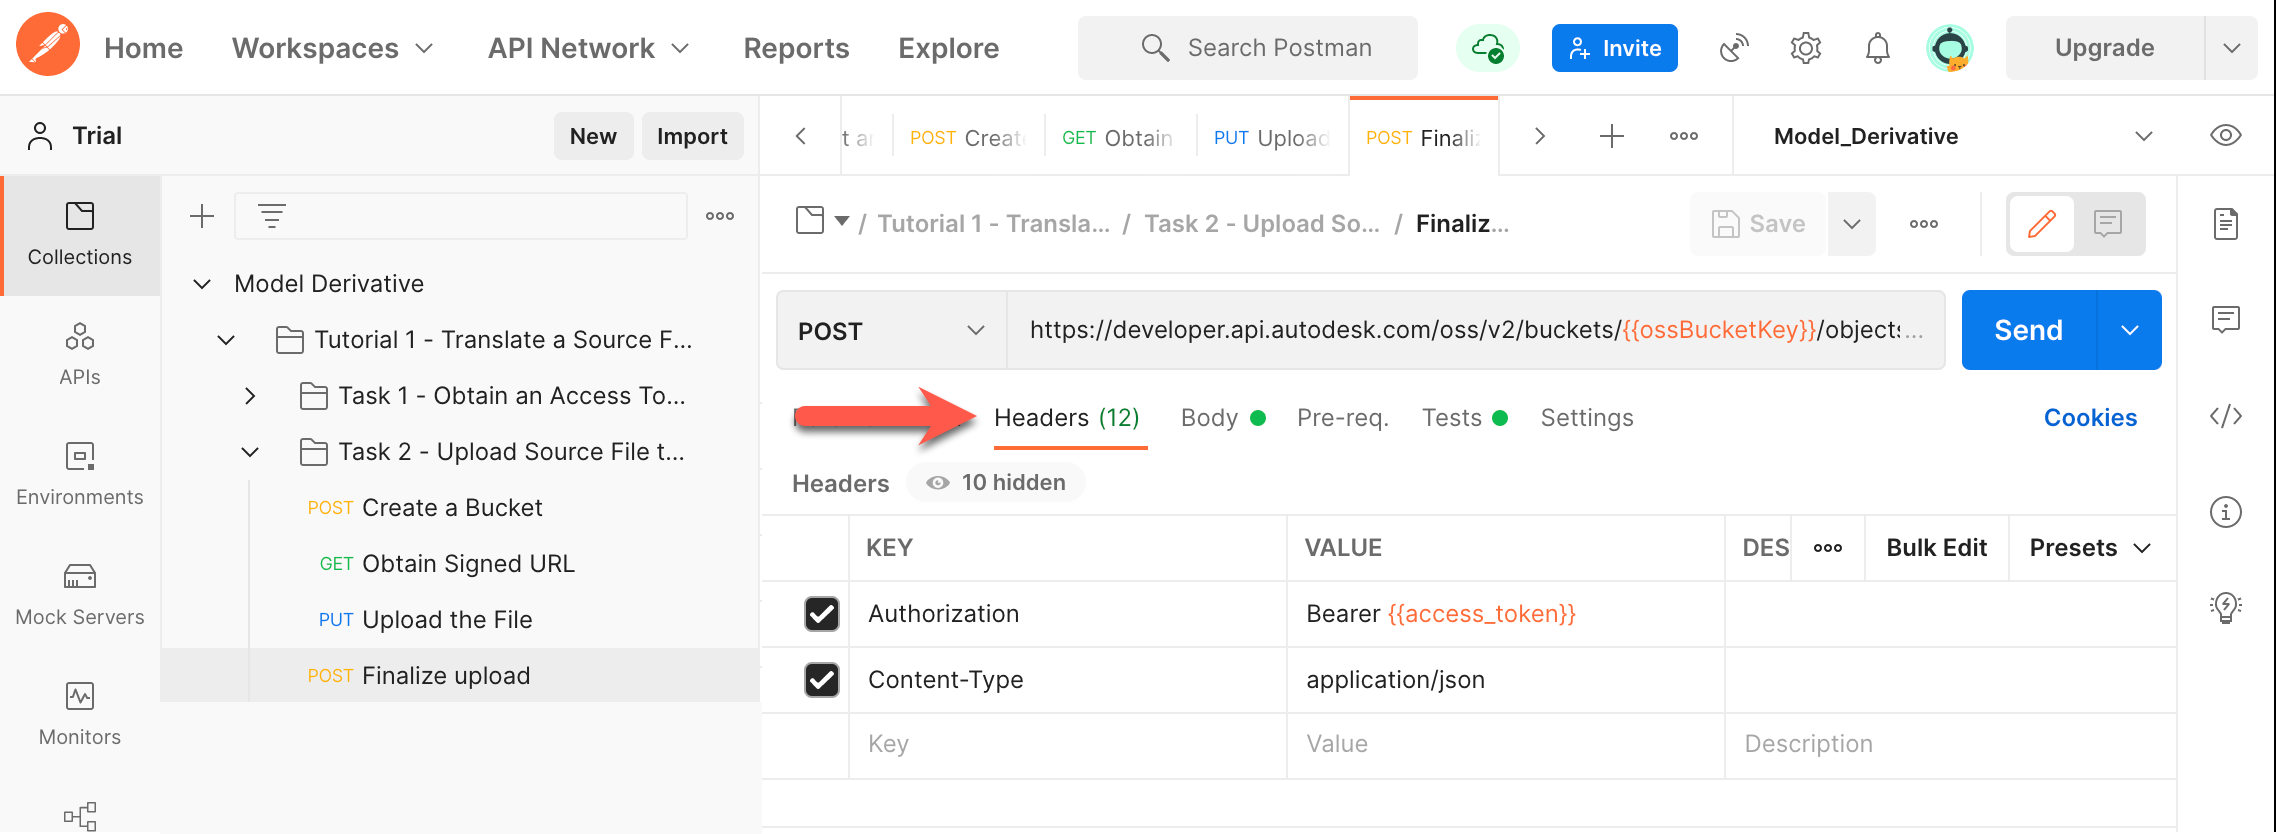 Home Workspaces API Network Reports Explore Search Postman Invite Upgrade
Trial New Import
POST Create GET Obtain PUT Upload POST Finaliz Model_Derivative
Collections
APIs
Environments
Mock Servers
Monitors
Model Derivative
Tutorial 1 - Translate a Source F...
Task 1 - Obtain an Access To...
Task 2 - Upload Source File t...
POST Create a Bucket
GET Obtain Signed URL
PUT Upload the File
POST Finalize upload
/ Tutorial 1 - Transla... / Task 2 - Upload So... / Finaliz... Save
POST https://developer.api.autodesk.com/oss/v2/buckets/{{ossBucketKey}}/objects... Send
Headers (12) Body Pre-req. Tests Settings Cookies
Headers 10 hidden
KEY VALUE DES Bulk Edit Presets
Authorization Bearer {{access_token}}
Content-Type application/json
Key Value Description